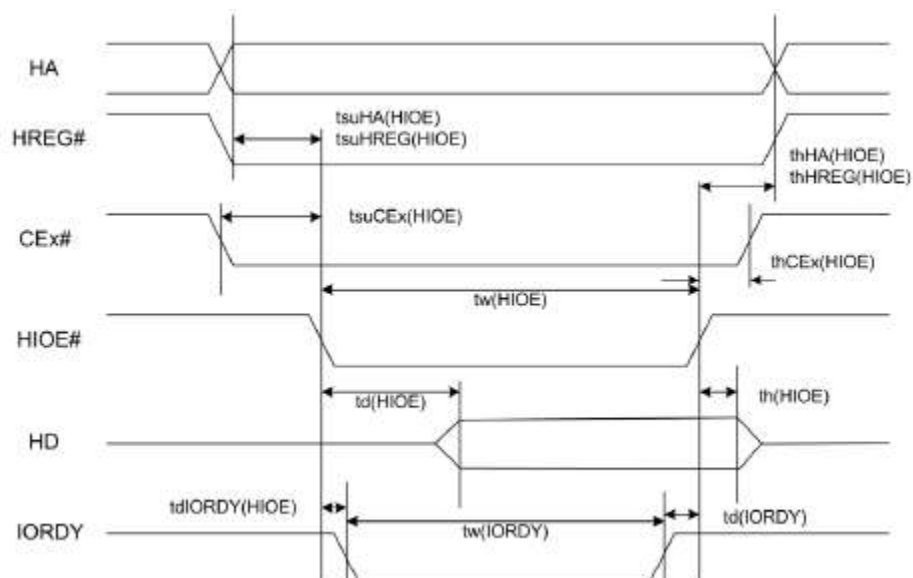 HA
tsuHA(HIOE)
HREG#
tsuHREG(HIOE)
thHA(HIOE)
thHREG(HIOE)
tsuCEx(HIOE)
CEx#
thCEx(HIOE)
tw(HIOE)
HIOE#
td(HIOE)
th(HIOE)
HD
tdIORDY(HIOE)
td(IORDY)
IORDY
tw(IORDY)